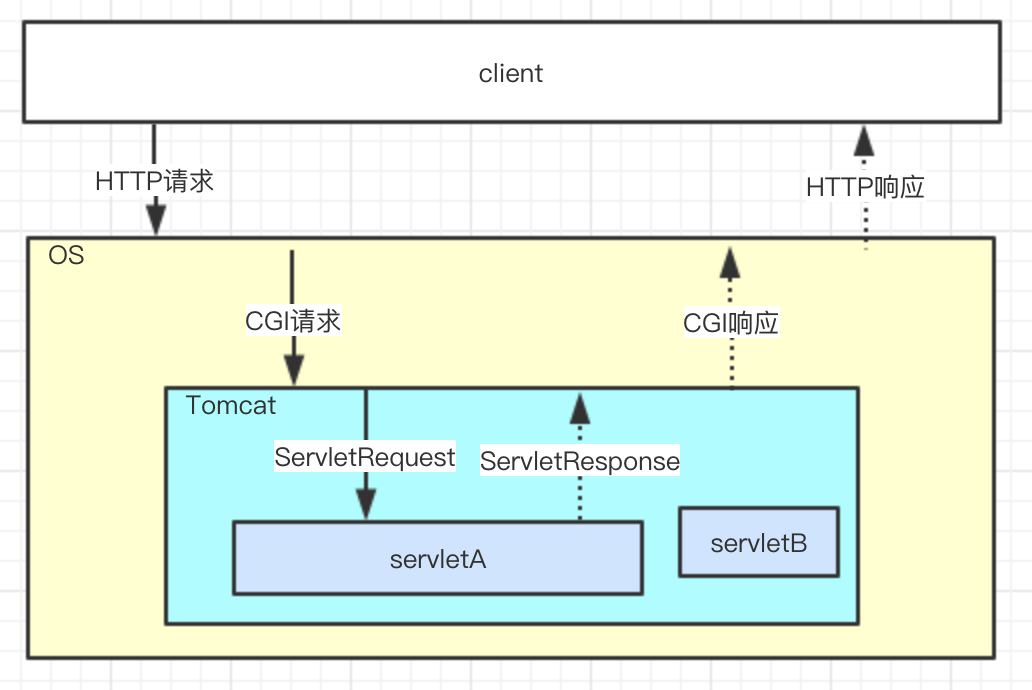 client
HTTP请求
HTTP响应
OS
CGI请求
CGI响应
Tomcat
ServletRequest
ServletResponse
servletA
servletB